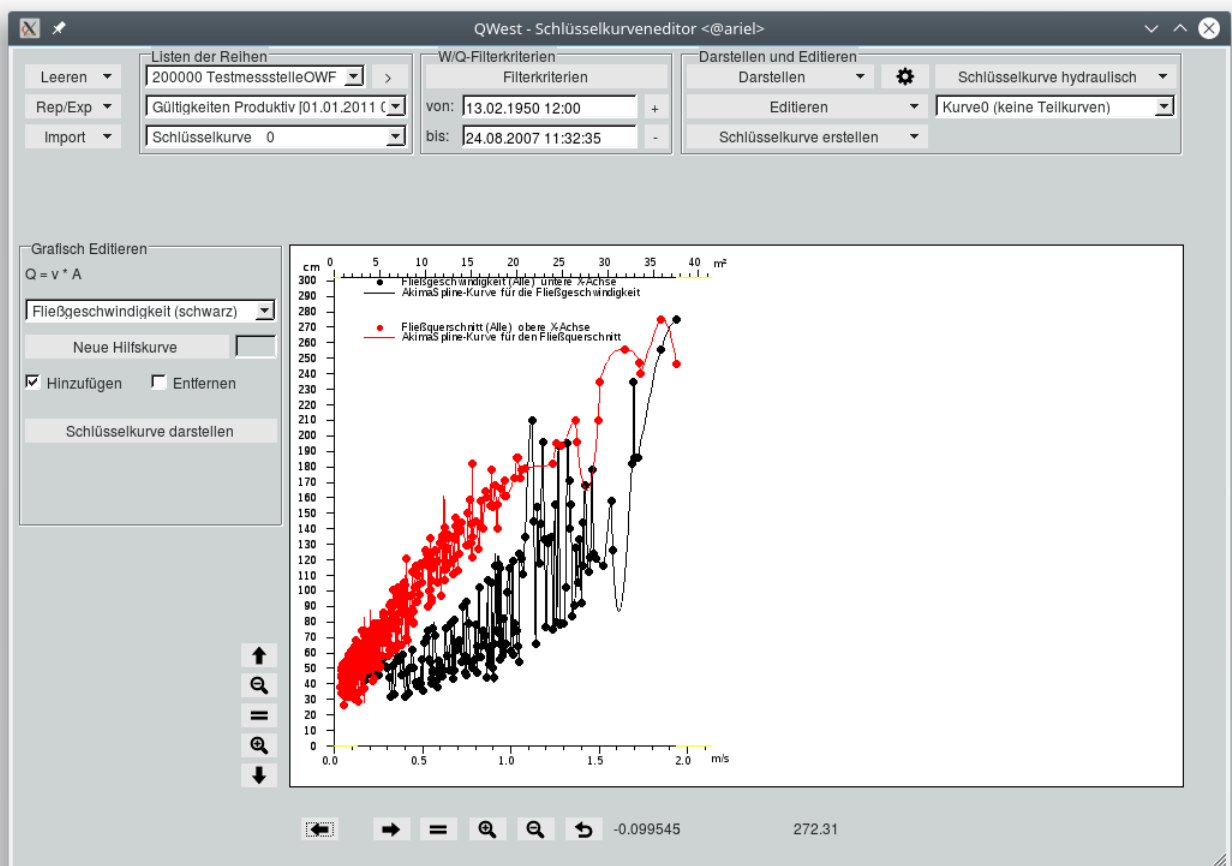 QWest - Schlüsselkurveneditor <@ariel>
Listen der Reihen
W/Q-Filterkriterien
Darstellen und Editieren
Leeren
200000 TestmessstelleOWF
>
Filterkriterien
Darstellen
Schlüsselkurve hydraulisch
Rep/Exp
Gültigkeiten Produktiv [01.01.2011 0
von:
13.02.1950 12:00
+
Editieren
Kurve0 (keine Teilkurven)
Import
Schlüsselkurve 0
bis:
24.08.2007 11:32:35
-
Schlüsselkurve erstellen
Grafisch Editieren
Q = v * A
Fließgeschwindigkeit (schwarz)
Neue Hilfskurve
Hinzufügen
Entfernen
Schlüsselkurve darstellen
cm
0 5 10 15 20 25 30 35 40 m²
Fließgeschwindigkeit (Alle) untere X-Achse
AkimaSpline-Kurve für die Fließgeschwindigkeit
Fließquerschnitt (Alle) obere X-Achse
AkimaSpline-Kurve für den Fließquerschnitt
300
290
280
270
260
250
240
230
220
210
200
190
180
170
160
150
140
130
120
110
100
90
80
70
60
50
40
30
20
10
0
0.0 0.5 1.0 1.5 2.0 m/s
-0.099545
272.31